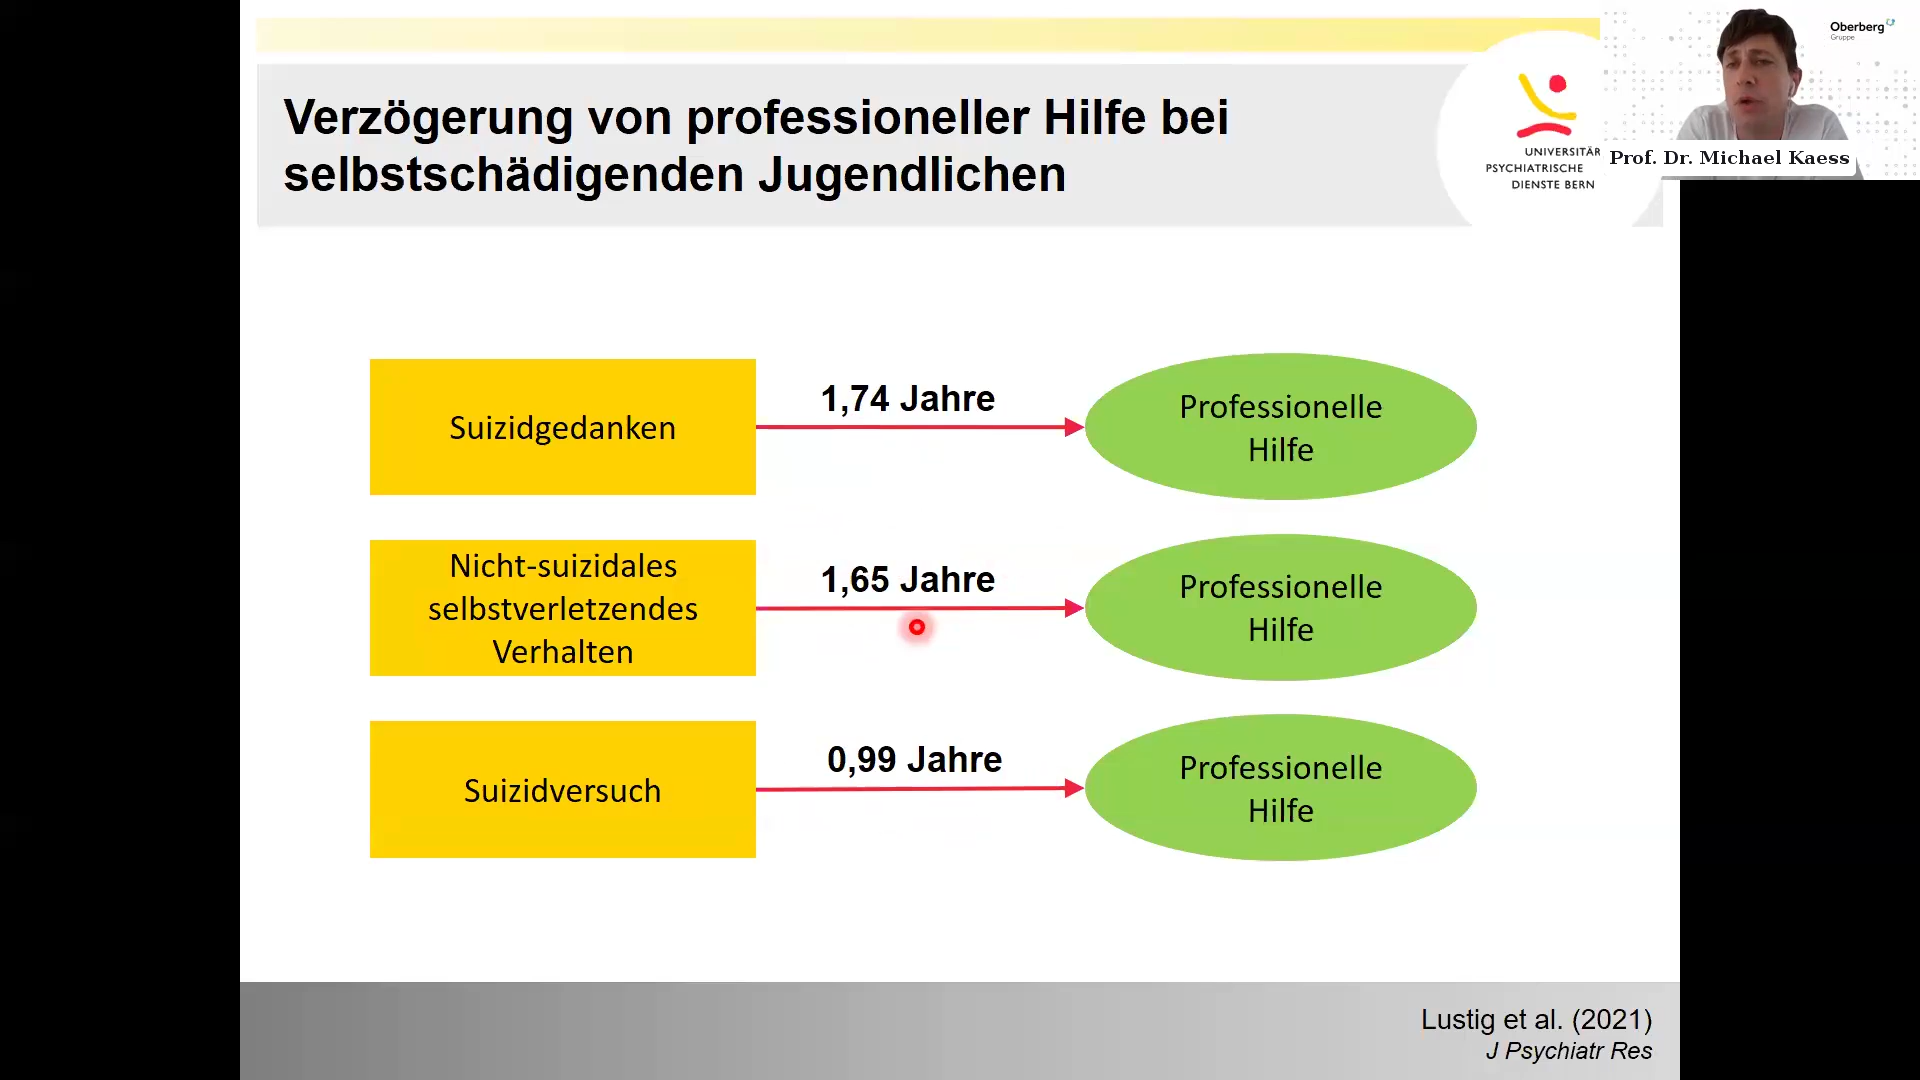 Verzögerung von professioneller Hilfe bei
selbstschädigenden Jugendlichen
UNIVERSITÄR
PSYCHIATRISCHE
DIENSTE BERN
Oberberg
Gruppe
Prof. Dr. Michael Kaess
Suizidgedanken
1,74 Jahre
Professionelle
Hilfe
Nicht-suizidales
selbstverletzendes
Verhalten
1,65 Jahre
Professionelle
Hilfe
Suizidversuch
0,99 Jahre
Professionelle
Hilfe
Lustig et al. (2021)
J Psychiatr Res